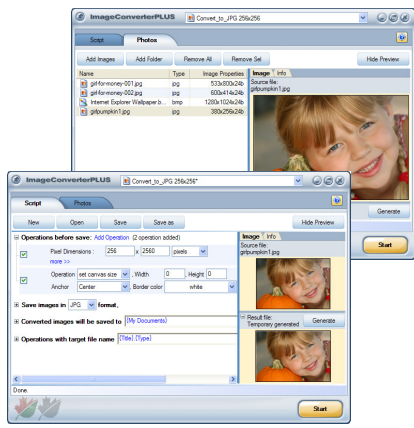 ImageConverterPLUS Convert_to_JPG 256x256
Script Photos
Add Images Add Folder Remove All Remove Sel Hide Preview
Name Type Image Properties
girl-for-money-001.jpg jpg 533x800x24b
girl-for-money-002.jpg jpg 600x414x24b
Internet Explorer Wallpaper.b... bmp 1280x1024x24b
girlpumpkin1.jpg jpg 380x256x24b
Image Info
Source file:
girlpumpkin1.jpg
Generate
Start
ImageConverterPLUS Convert_to_JPG 256x256*
Script Photos
New Open Save Save as Hide Preview
Operations before save: Add Operation (2 operation added)
Pixel Dimensions : 256 x 2560 pixels
more >>
Operation set canvas size , Width 0 , Height 0
Anchor Center , Border color white
Save images in JPG format,
Converted images will be saved to {My Documents}
Operations with target file name {Title}.{Type}
Image Info
Source file:
girlpumpkin1.jpg
Result file:
Temporary generated Generate
Done.
Start